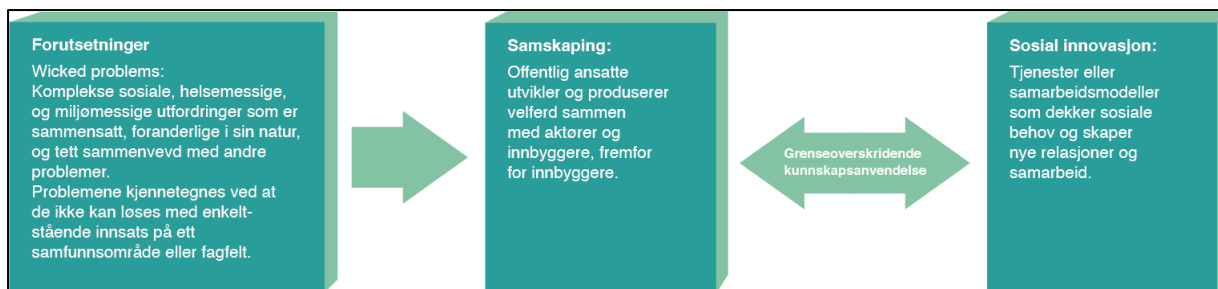 Forutsetninger
Wicked problems:
Komplekse sosiale, helsemessige,
og miljømessige utfordringer som er
sammensatt, foranderlige i sin natur,
og tett sammenvevd med andre
problemer.
Problemene kjennetegnes ved at
de ikke kan løses med enkelt-
stående innsats på ett
samfunnsområde eller fagfelt.
Samskaping:
Offentlig ansatte
utvikler og produserer
velferd sammen
med aktører og
innbyggere, fremfor
for innbyggere.
Grenseoverskridende
kunnskapsanvendelse
Sosial innovasjon:
Tjenester eller
samarbeidsmodeller
som dekker sosiale
behov og skaper
nye relasjoner og
samarbeid.